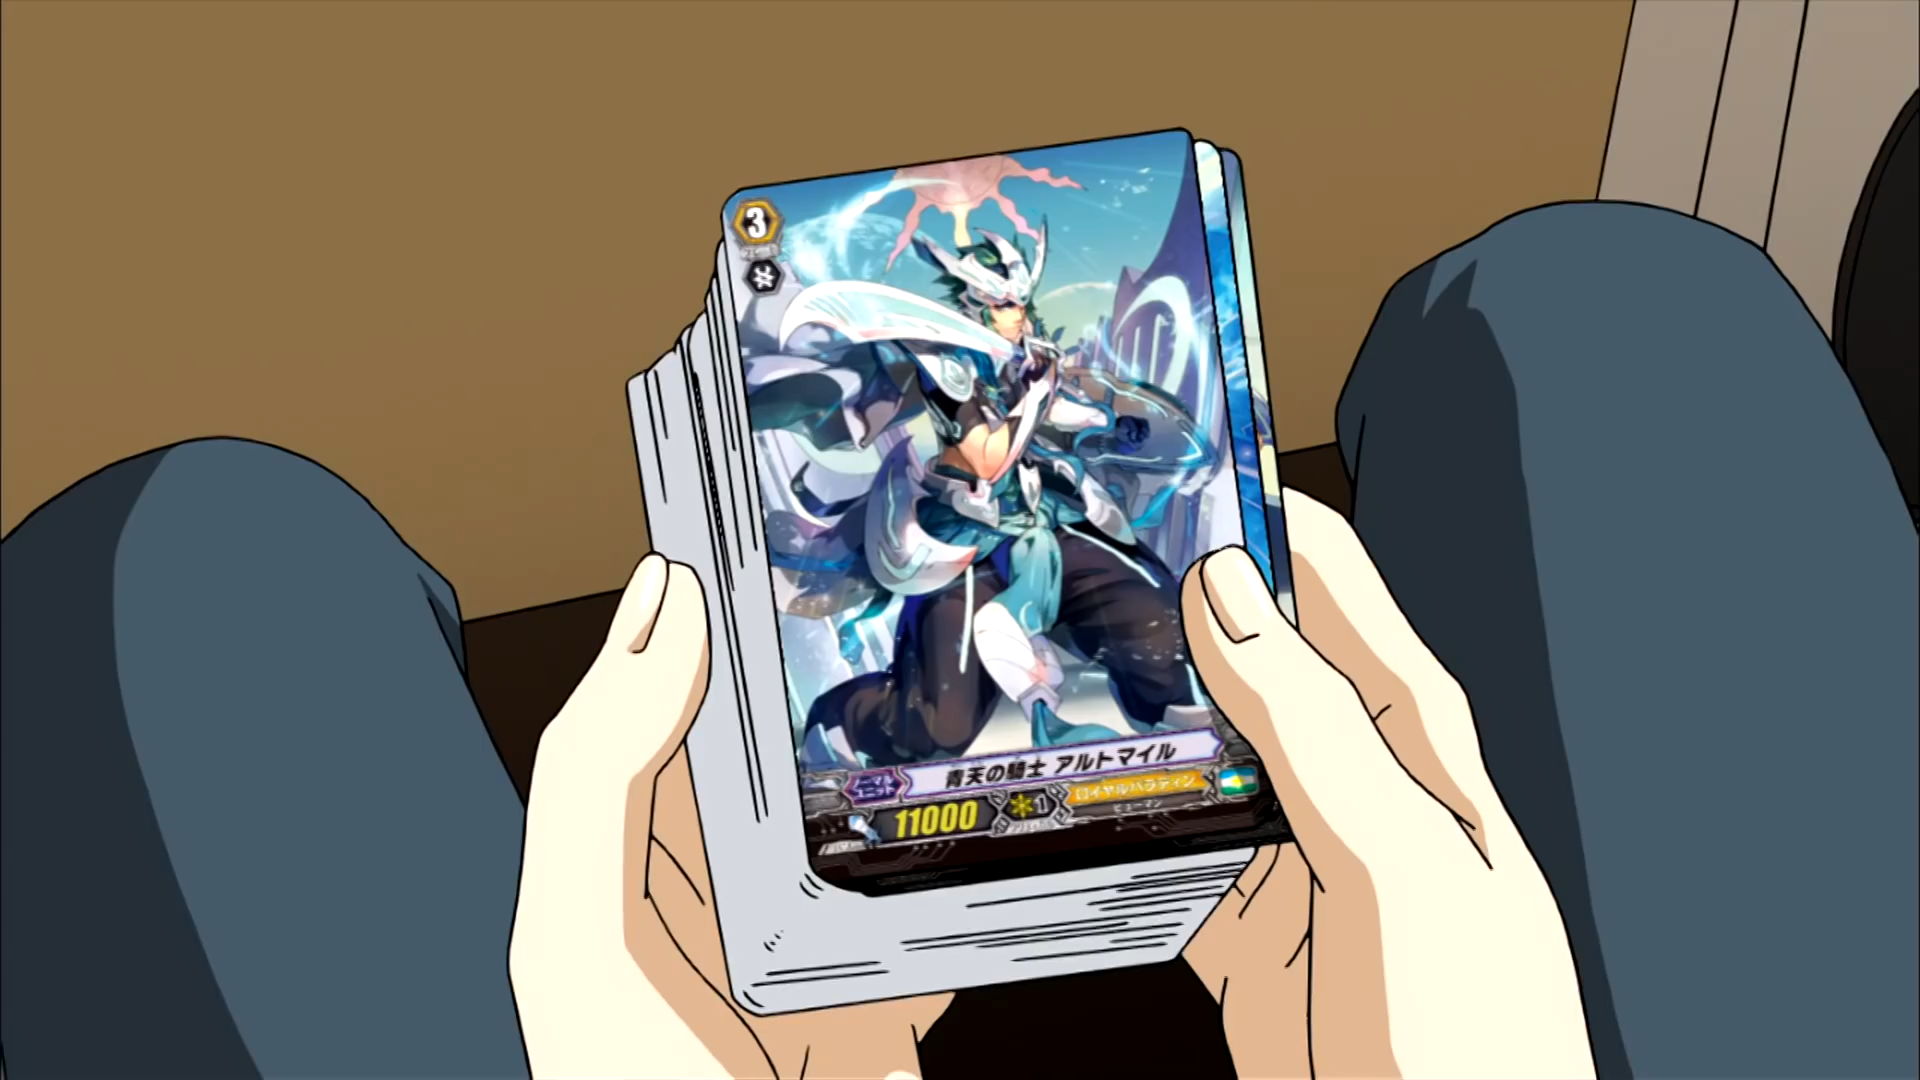 3
青天の騎士 アルトマイル
ノーマル
ユニット
11000
1
ロイヤルパラディン
ヒューマン